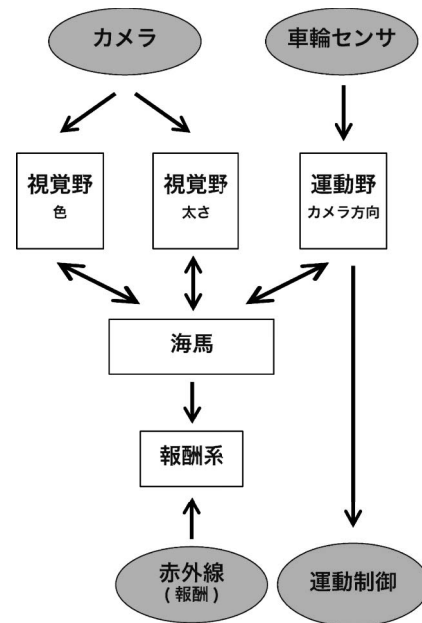 カメラ
車輪センサ
視覚野
色
視覚野
太さ
運動野
カメラ方向
海馬
報酬系
赤外線
(報酬)
運動制御